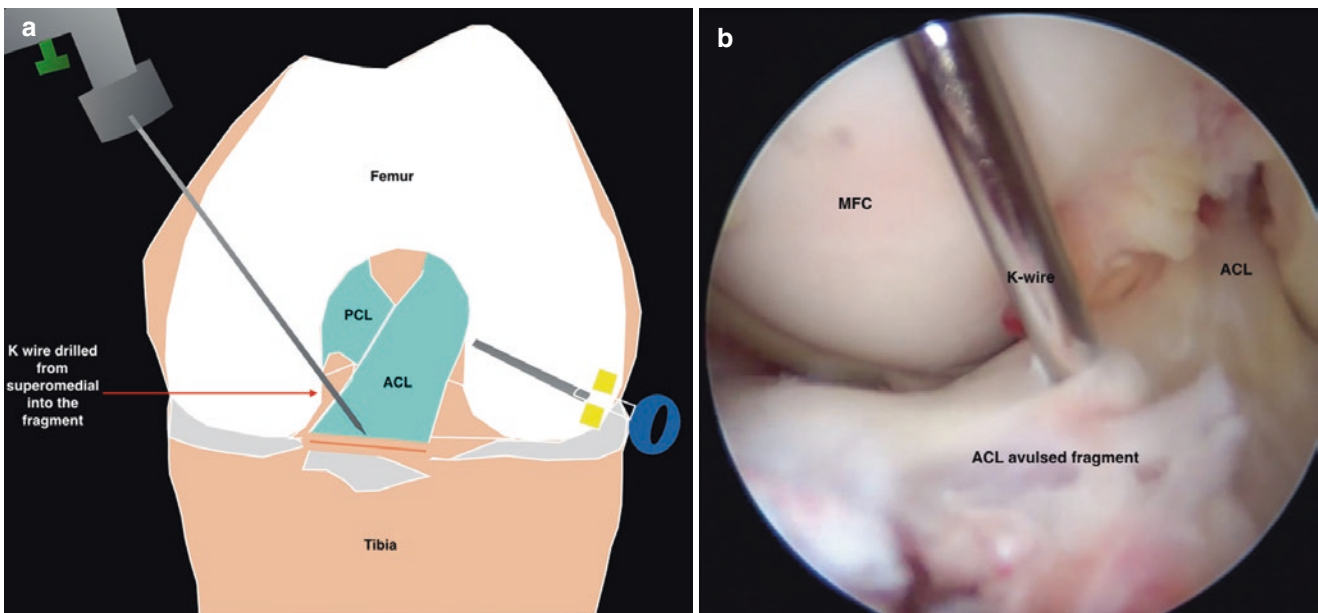 a
Femur
PCL
ACL
K wire drilled
from
superomedial
into the
fragment
Tibia
b
MFC
K-wire
ACL
ACL avulsed fragment